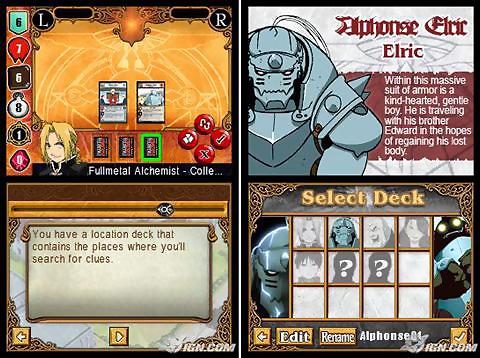 L
R
6
7
6
8
1
0
Fullmetal Alchemist - Colle...
You have a location deck that
contains the places where you'll
search for clues.
IGN.COM
Alphonse Elric
Elric
Within this massive
suit of armor is a
kind-hearted, gentle
boy. He is traveling
with his brother
Edward in the hopes
of regaining his lost
body.
Select Deck
?
?
Edit
Rename
Alphonse01
IGN.COM